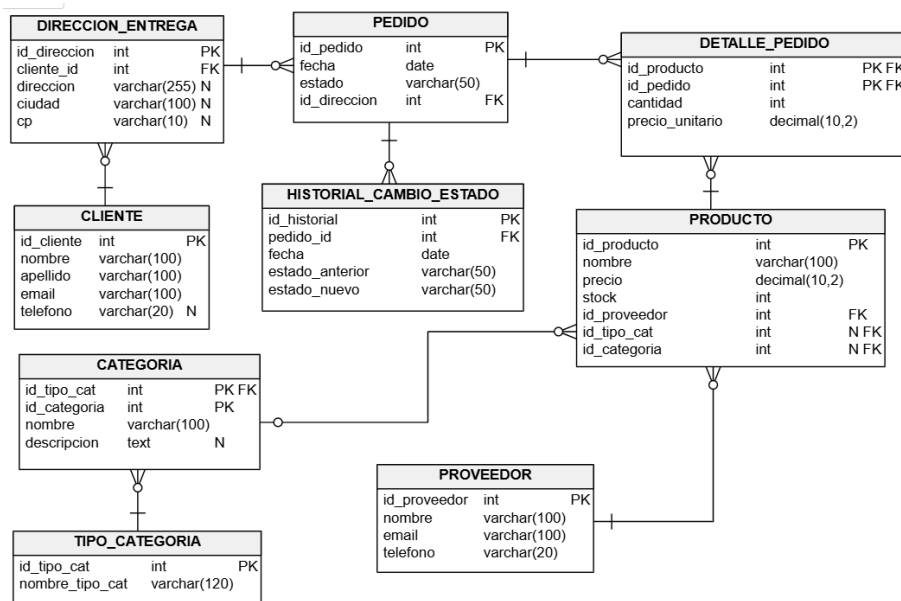 DIRECCION_ENTREGA
id_direccion int PK
cliente_id int FK
direccion varchar(255) N
ciudad varchar(100) N
cp varchar(10) N
PEDIDO
id_pedido int PK
fecha date
estado varchar(50)
id_direccion int FK
DETALLE_PEDIDO
id_producto int PK FK
id_pedido int PK FK
cantidad int
precio_unitario decimal(10,2)
CLIENTE
id_cliente int PK
nombre varchar(100)
apellido varchar(100)
email varchar(100)
telefono varchar(20) N
HISTORIAL_CAMBIO_ESTADO
id_historial int PK
pedido_id int FK
fecha date
estado_anterior varchar(50)
estado_nuevo varchar(50)
PRODUCTO
id_producto int PK
nombre varchar(100)
precio decimal(10,2)
stock int
id_proveedor int FK
id_tipo_cat int N FK
id_categoria int N FK
CATEGORIA
id_tipo_cat int PK FK
id_categoria int PK
nombre varchar(100)
descripcion text N
PROVEEDOR
id_proveedor int PK
nombre varchar(100)
email varchar(100)
telefono varchar(20)
TIPO_CATEGORIA
id_tipo_cat int PK
nombre_tipo_cat varchar(120)